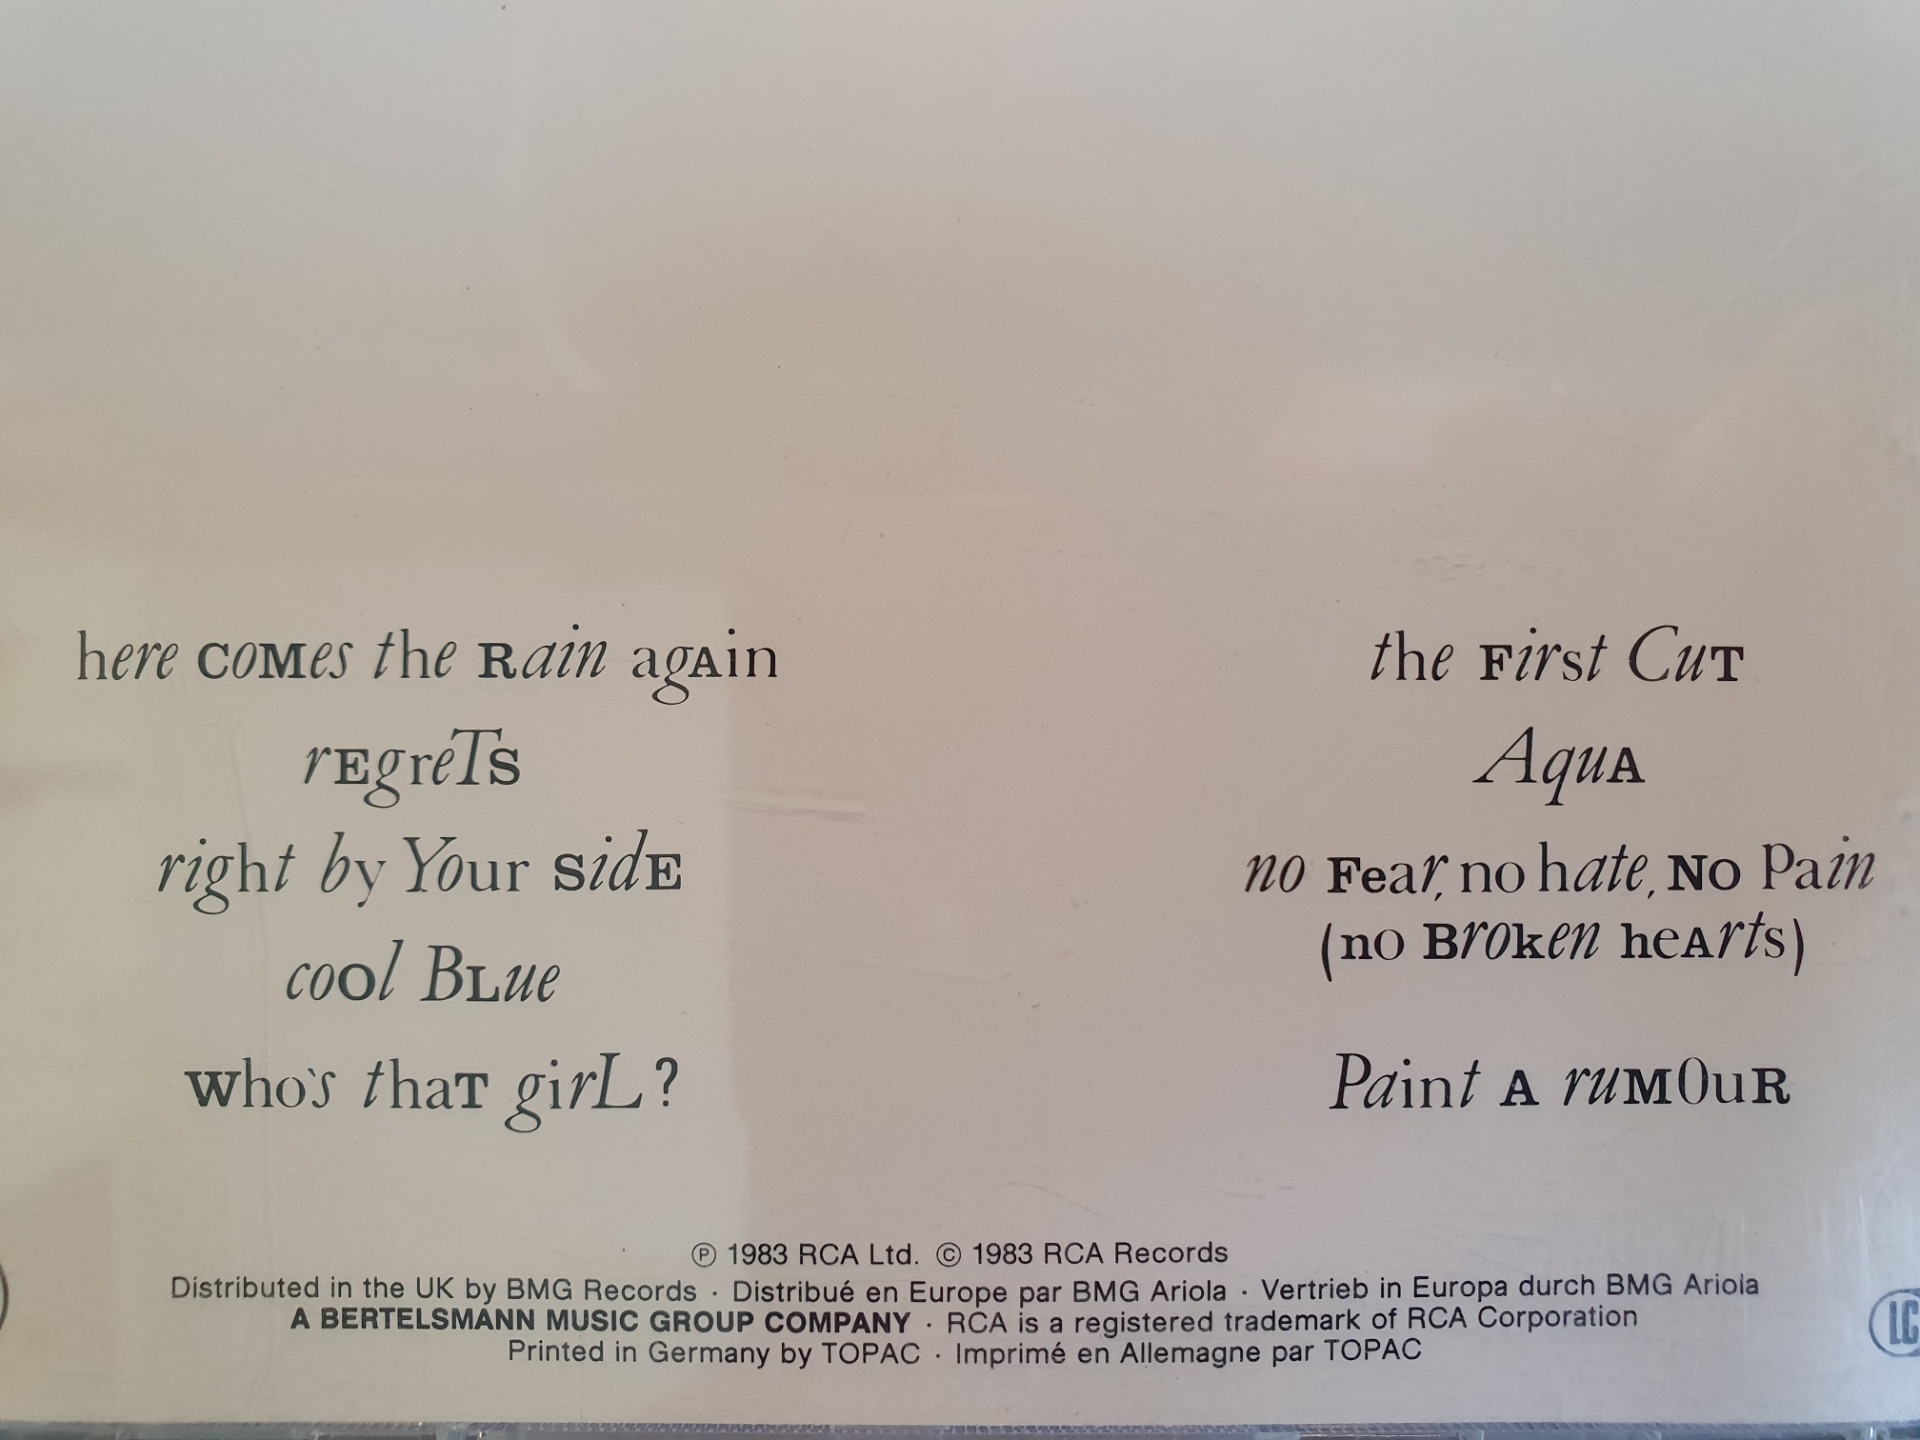 here COMes the Rain agAin
rEgreTS
right by Your SidE
coOl BLue
Who's thaT girL?
the First CuT
AquA
no Fear, no hate, No Pain
(no Broken heArts)
Paint A ruMOuR
℗ 1983 RCA Ltd. © 1983 RCA Records
Distributed in the UK by BMG Records · Distribué en Europe par BMG Ariola · Vertrieb in Europa durch BMG Ariola
A BERTELSMANN MUSIC GROUP COMPANY · RCA is a registered trademark of RCA Corporation
Printed in Germany by TOPAC · Imprimé en Allemagne par TOPAC
LC